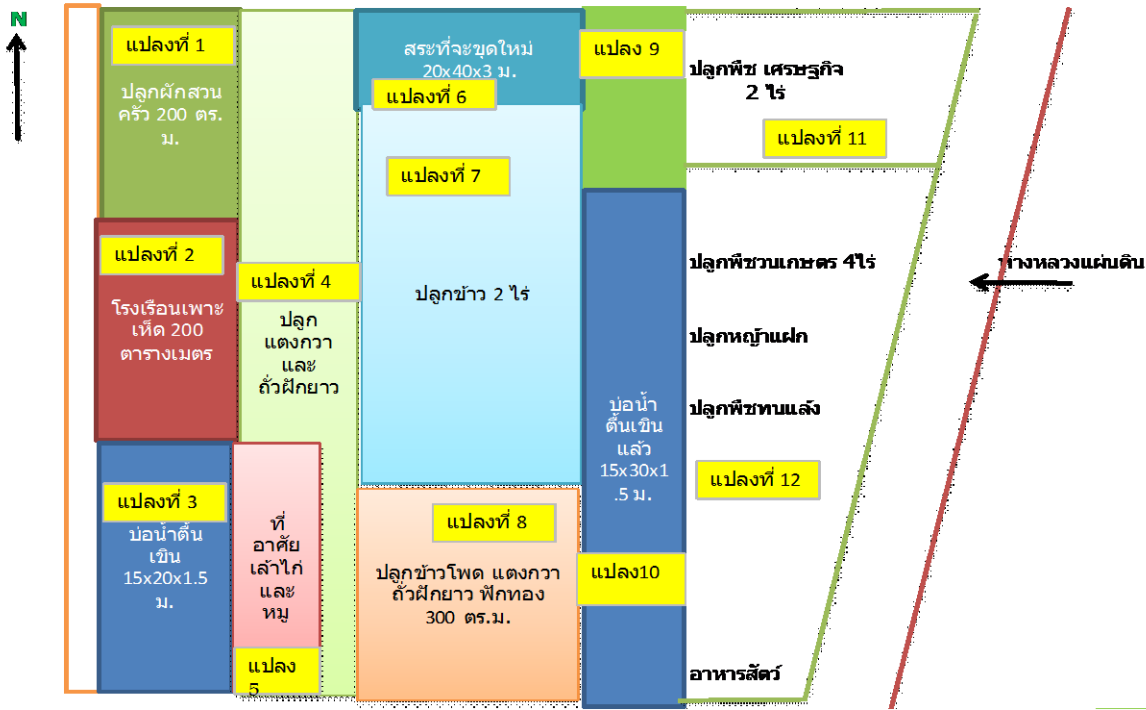 N
แปลงที่ 1
ปลูกผักสวน
ครัว 200 ตร.
ม.
แปลงที่ 2
โรงเรือนเพาะ
เห็ด 200
ตารางเมตร
แปลงที่ 3
บ่อน้ำตื้น
เขิน
15x20x1.5
ม.
แปลงที่ 4
ปลูก
แตงกวา
และ
ถั่วฝักยาว
ที่
อาศัย
เล้าไก่
และ
หมู
แปลง
5
สระที่จะขุดใหม่
20x40x3 ม.
แปลงที่ 6
แปลงที่ 7
ปลูกข้าว 2 ไร่
แปลงที่ 8
ปลูกข้าวโพด แตงกวา
ถั่วฝักยาว ฟักทอง
300 ตร.ม.
แปลง 9
บ่อน้ำ
ตื้นเขิน
แล้ว
15x30x1
.5 ม.
แปลง10
ปลูกพืช เศรษฐกิจ
2 ไร่
แปลงที่ 11
ปลูกพืชวนเกษตร 4ไร่
ปลูกหญ้าแฝก
ปลูกพืชทนแล้ง
แปลงที่ 12
อาหารสัตว์
ทางหลวงแผ่นดิน